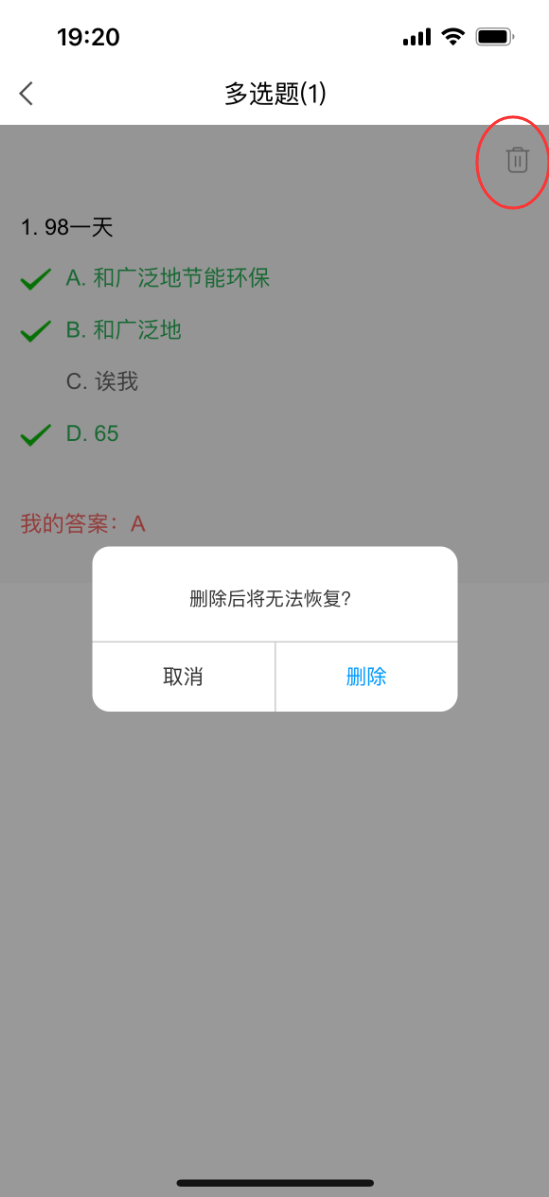 19:20
多选题(1)
1. 98一天
A. 和广泛地节能环保
B. 和广泛地
C. 诶我
D. 65
我的答案：A
删除后将无法恢复?
取消
删除